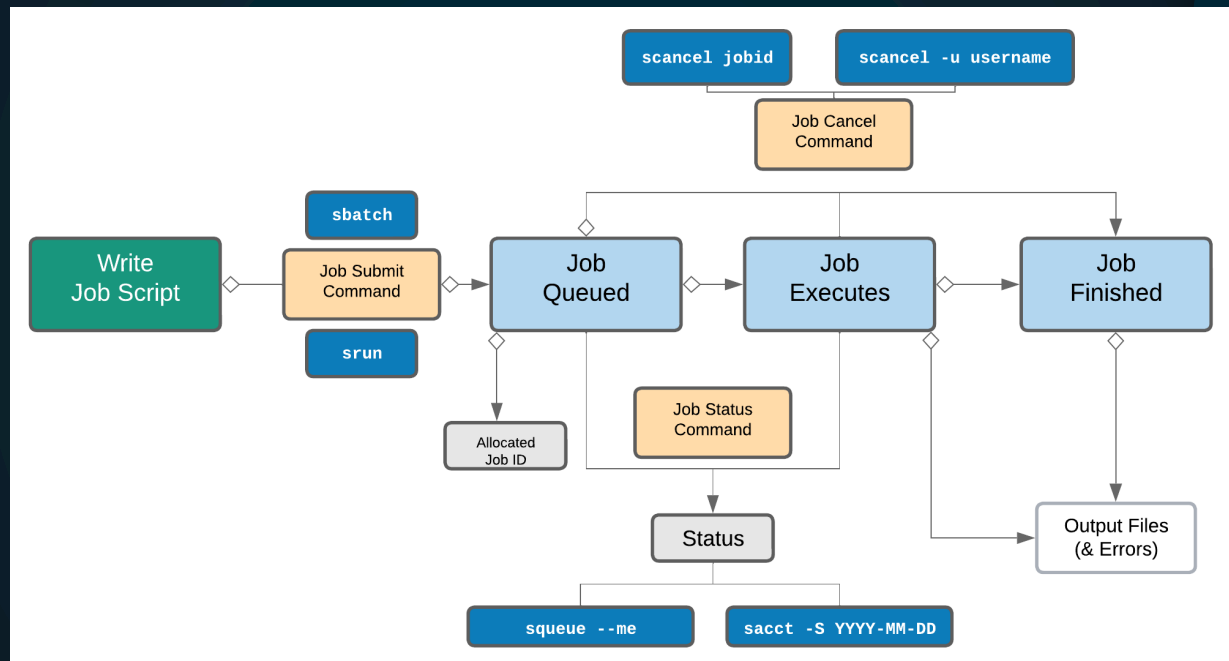 scancel jobid
scancel -u username
Job Cancel
Command
sbatch
Write
Job Script
Job Submit
Command
Job
Queued
Job
Executes
Job
Finished
srun
Job Status
Command
Allocated
Job ID
Status
Output Files
(& Errors)
squeue --me
sacct -S YYYY-MM-DD